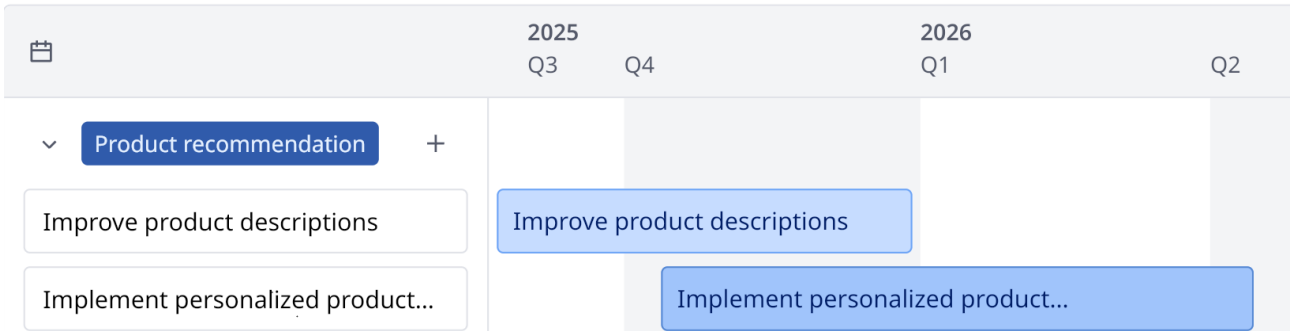 2025 2026
Q3 Q4 Q1 Q2
Product recommendation
Improve product descriptions Improve product descriptions
Implement personalized product... Implement personalized product...